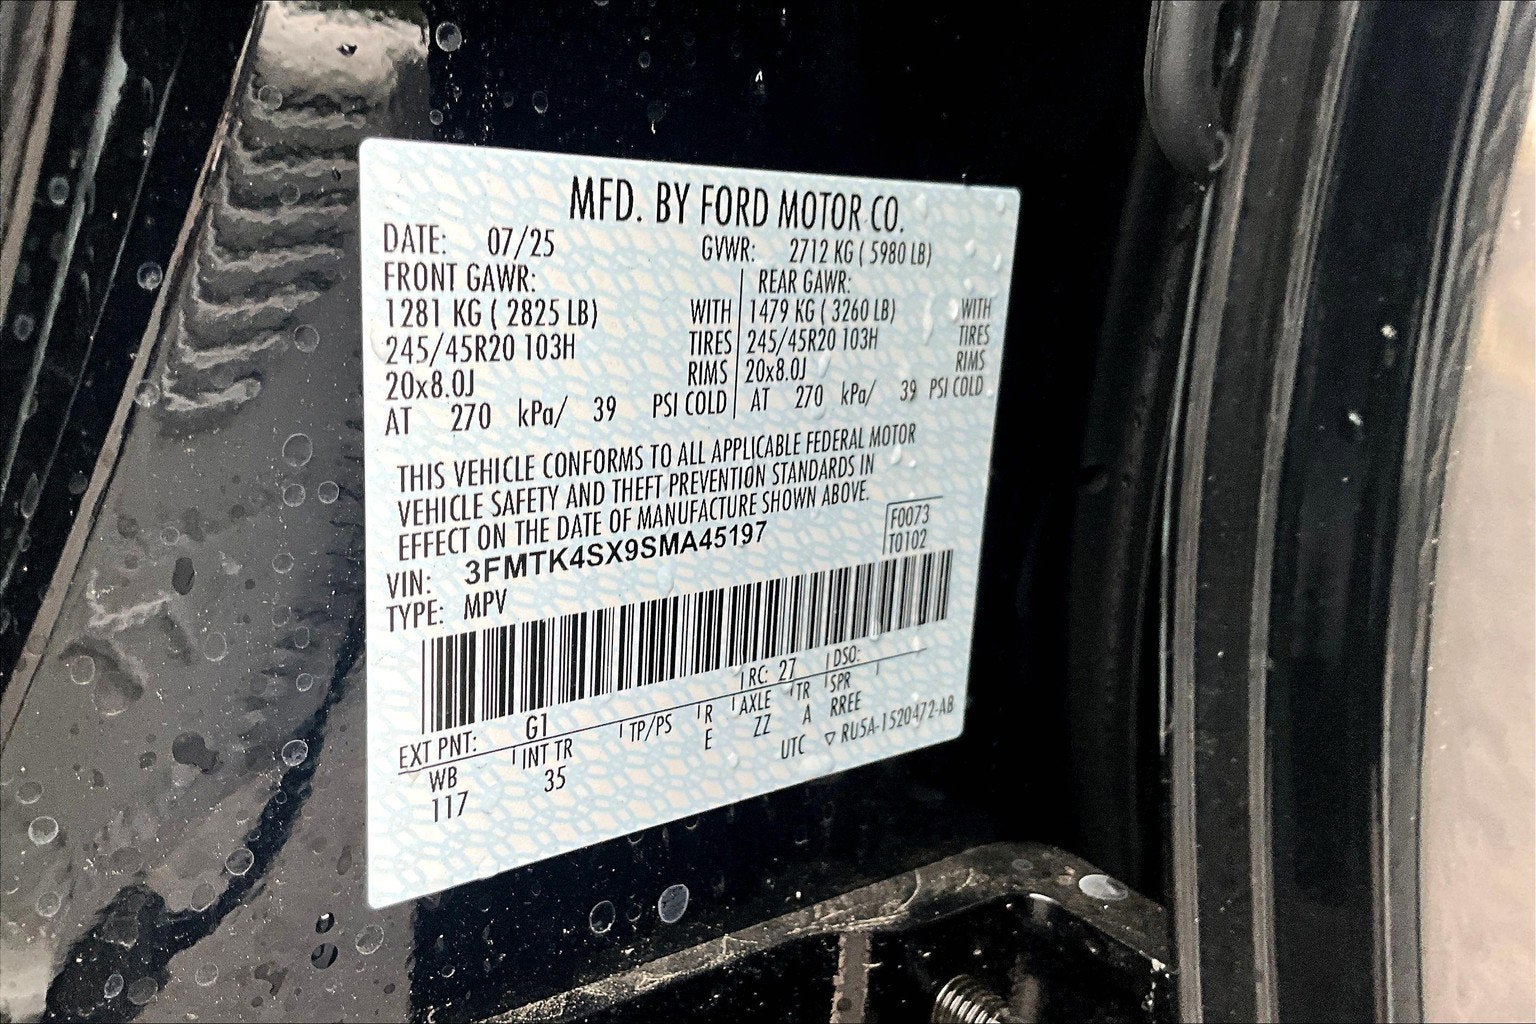 MFD. BY FORD MOTOR CO.
DATE: 07/25 GVWR: 2712 KG ( 5980 LB)
FRONT GAWR: REAR GAWR:
1281 KG ( 2825 LB) WITH 1479 KG ( 3260 LB) WITH
245/45R20 103H TIRES 245/45R20 103H TIRES
20x8.0J RIMS 20x8.0J RIMS
AT 270 kPa/ 39 PSI COLD AT 270 kPa/ 39 PSI COLD
THIS VEHICLE CONFORMS TO ALL APPLICABLE FEDERAL MOTOR
VEHICLE SAFETY AND THEFT PREVENTION STANDARDS IN
EFFECT ON THE DATE OF MANUFACTURE SHOWN ABOVE.
F0073
T0102
VIN: 3FMTK4SX9SMA45197
TYPE: MPV
EXT PNT: G1 RC: 27 DSO:
WB INT TR TP/PS R AXLE TR SPR
117 35 E ZZ A RREE
UTC ▽ RU5A-1520472-AB